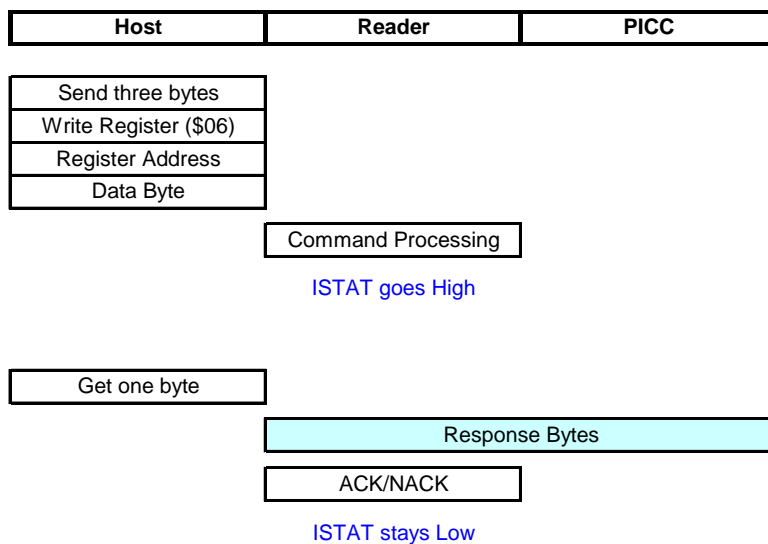 Host Reader PICC
Send three bytes
Write Register ($06)
Register Address
Data Byte
Command Processing
ISTAT goes High
Get one byte
Response Bytes
ACK/NACK
ISTAT stays Low